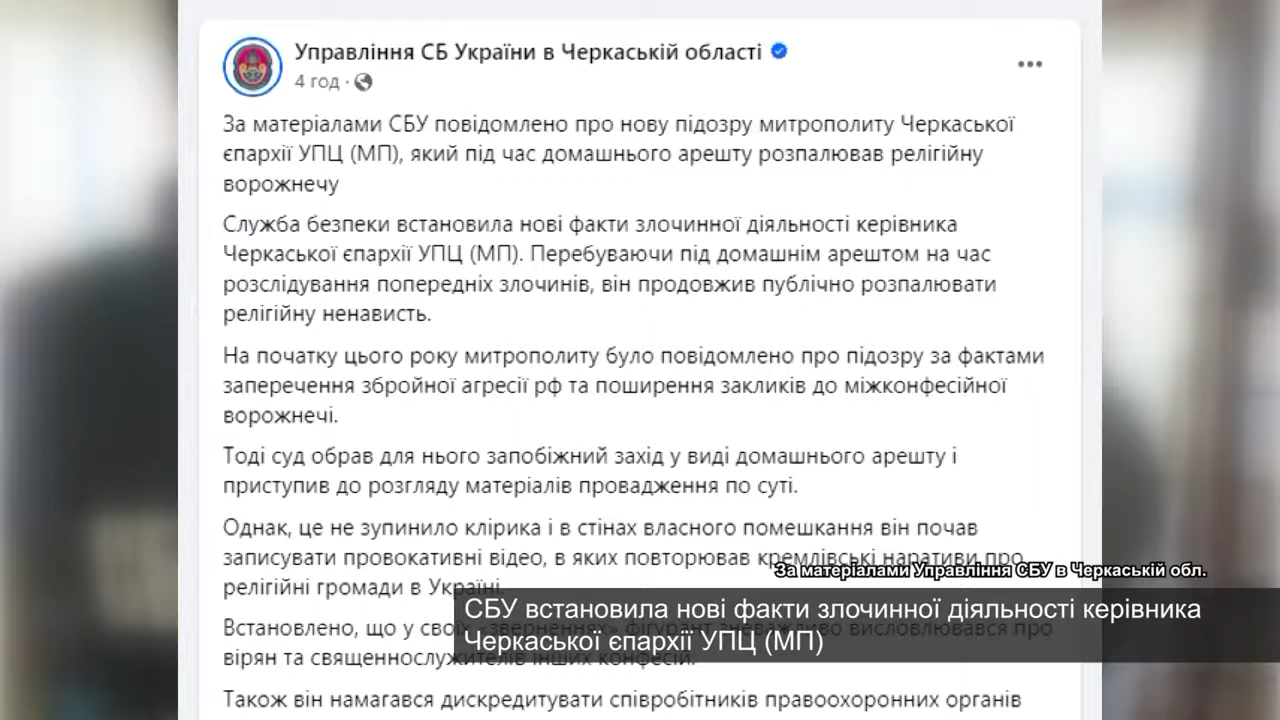 Управління СБ України в Черкаській області
4 год ·
За матеріалами СБУ повідомлено про нову підозру митрополиту Черкаської
єпархії УПЦ (МП), який під час домашнього арешту розпалював релігійну
ворожнечу
Служба безпеки встановила нові факти злочинної діяльності керівника
Черкаської єпархії УПЦ (МП). Перебуваючи під домашнім арештом на час
розслідування попередніх злочинів, він продовжив публічно розпалювати
релігійну ненависть.
На початку цього року митрополиту було повідомлено про підозру за фактами
заперечення збройної агресії рф та поширення закликів до міжконфесійної
ворожнечі.
Тоді суд обрав для нього запобіжний захід у виді домашнього арешту і
приступив до розгляду матеріалів провадження по суті.
Однак, це не зупинило клірика і в стінах власного помешкання він почав
записувати провокативні відео, в яких повторював кремлівські наративи про
релігійні громади в Україні.
Встановлено, що у своїх «зверненнях» фігурант зневажливо висловлювався про
вірян та священнослужителів інших конфесій.
Також він намагався дискредитувати співробітників правоохоронних органів
За матеріалами Управління СБУ в Черкаській обл.
СБУ встановила нові факти злочинної діяльності керівника
Черкаської єпархії УПЦ (МП)